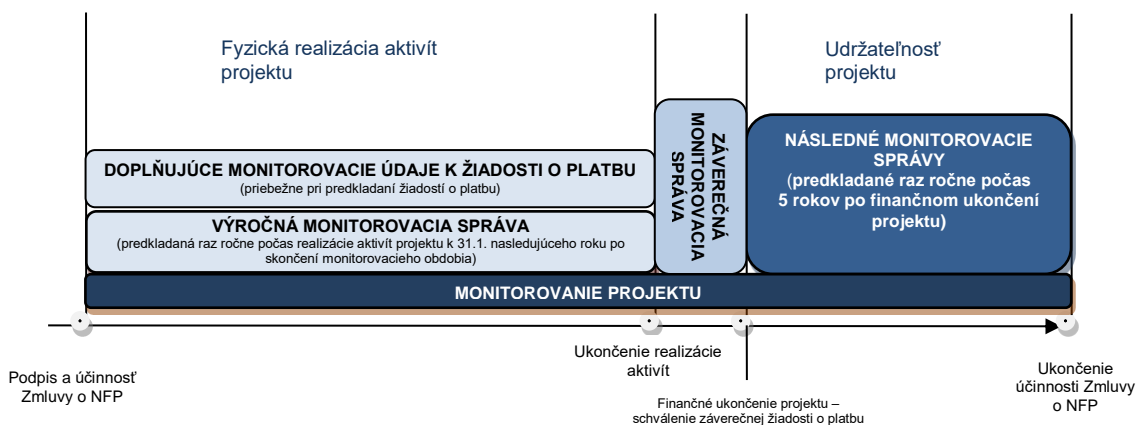 Fyzická realizácia aktivít
projektu
Udržateľnosť
projektu
DOPLŇUJÚCE MONITOROVACIE ÚDAJE K ŽIADOSTI O PLATBU
(priebežne pri predkladaní žiadostí o platbu)
VÝROČNÁ MONITOROVACIA SPRÁVA
(predkladaná raz ročne počas realizácie aktivít projektu k 31.1. nasledujúceho roku po
skončení monitorovacieho obdobia)
ZÁVEREČNÁ
MONITOROVACIA
SPRÁVA
NÁSLEDNÉ MONITOROVACIE
SPRÁVY
(predkladané raz ročne počas
5 rokov po finančnom ukončení
projektu)
MONITOROVANIE PROJEKTU
Podpis a účinnosť
Zmluvy o NFP
Ukončenie realizácie
aktivít
Finančné ukončenie projektu –
schválenie záverečnej žiadosti o platbu
Ukončenie
účinnosti Zmluvy
o NFP